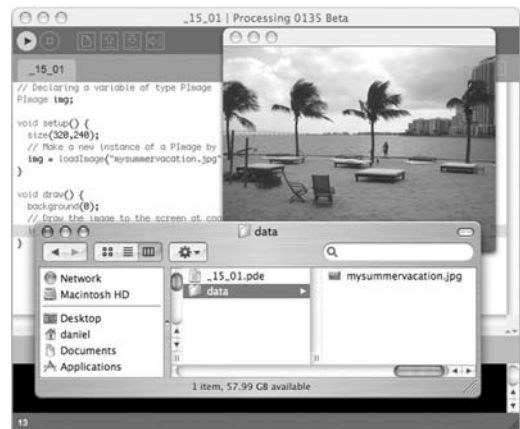 _15_01 | Processing 0135 Beta
_15_01
// Declaring a variable of type PImage
PImage img;
void setup() {
size(320,240);
// Make a new instance of a PImage by
img = loadImage("mysummervacation.jpg"
}
void draw() {
background(0);
// Draw the image to the screen at coo
}
data
Network
Macintosh HD
Desktop
daniel
Documents
Applications
_15_01.pde
data
mysummervacation.jpg
1 item, 57.99 GB available
13